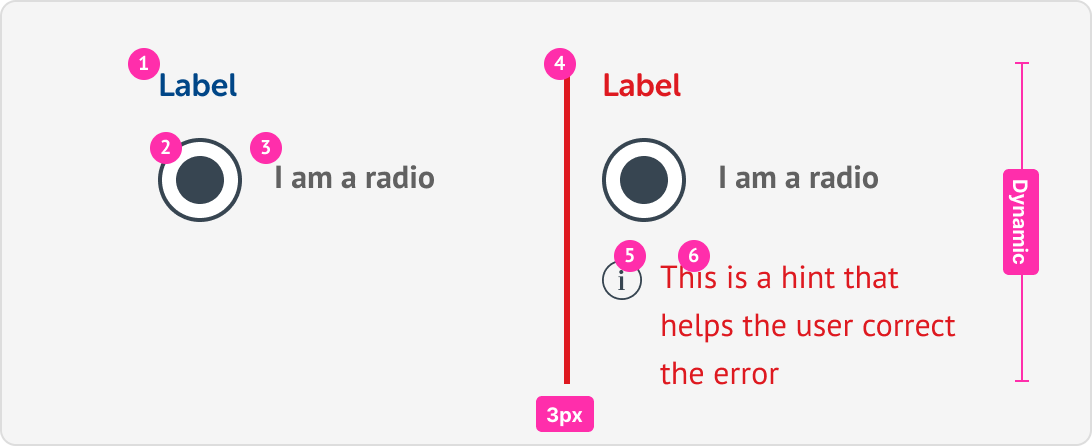 1
Label
2
3
I am a radio
4
Label
I am a radio
5
6
i
This is a hint that
helps the user correct
the error
3px
Dynamic